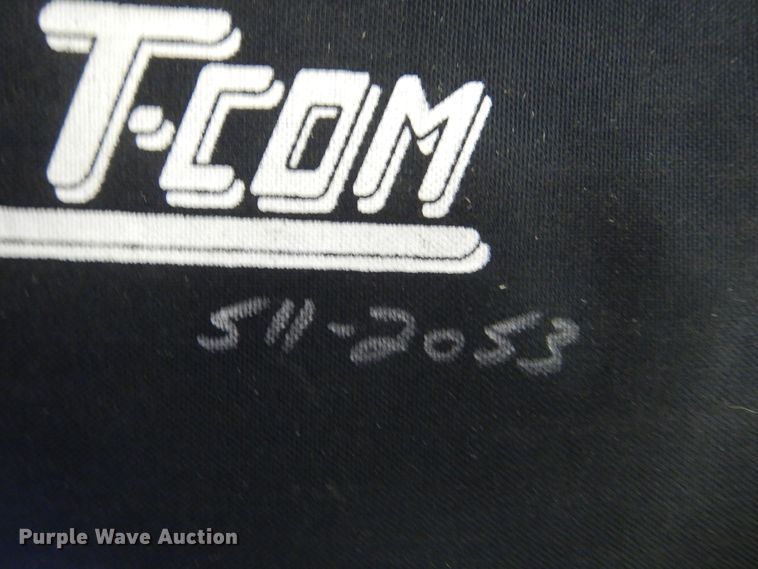 T-COM
511-2053
Purple Wave Auction